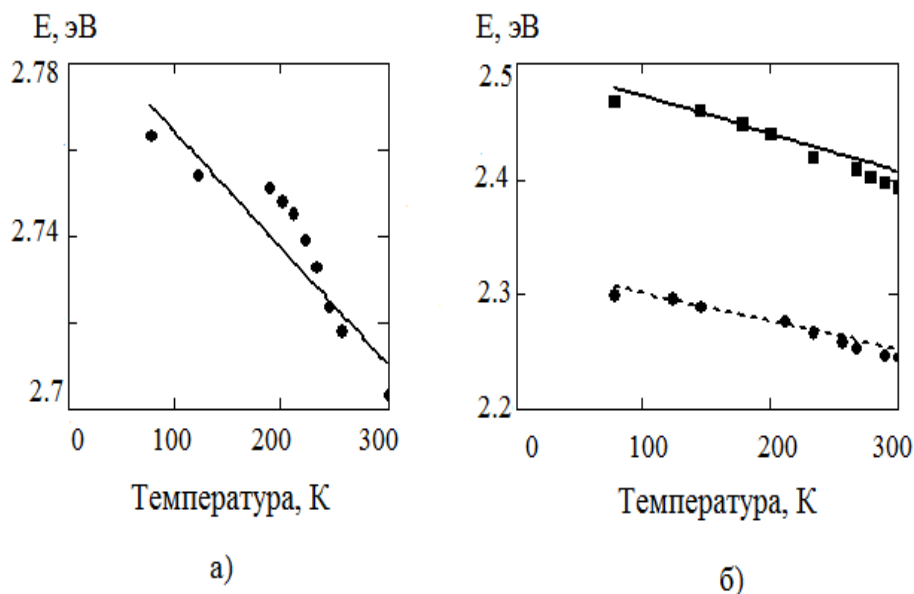 E, эВ
2.78
2.74
2.7
0 100 200 300
Температура, К
а)
E, эВ
2.5
2.4
2.3
2.2
0 100 200 300
Температура, К
б)